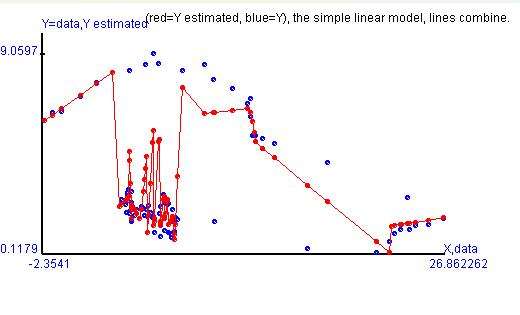 (red=Y estimated, blue=Y), the simple linear model, lines combine.
Y=data,Y estimated
9.0597
0.1179
X,data
-2.3541
26.862262